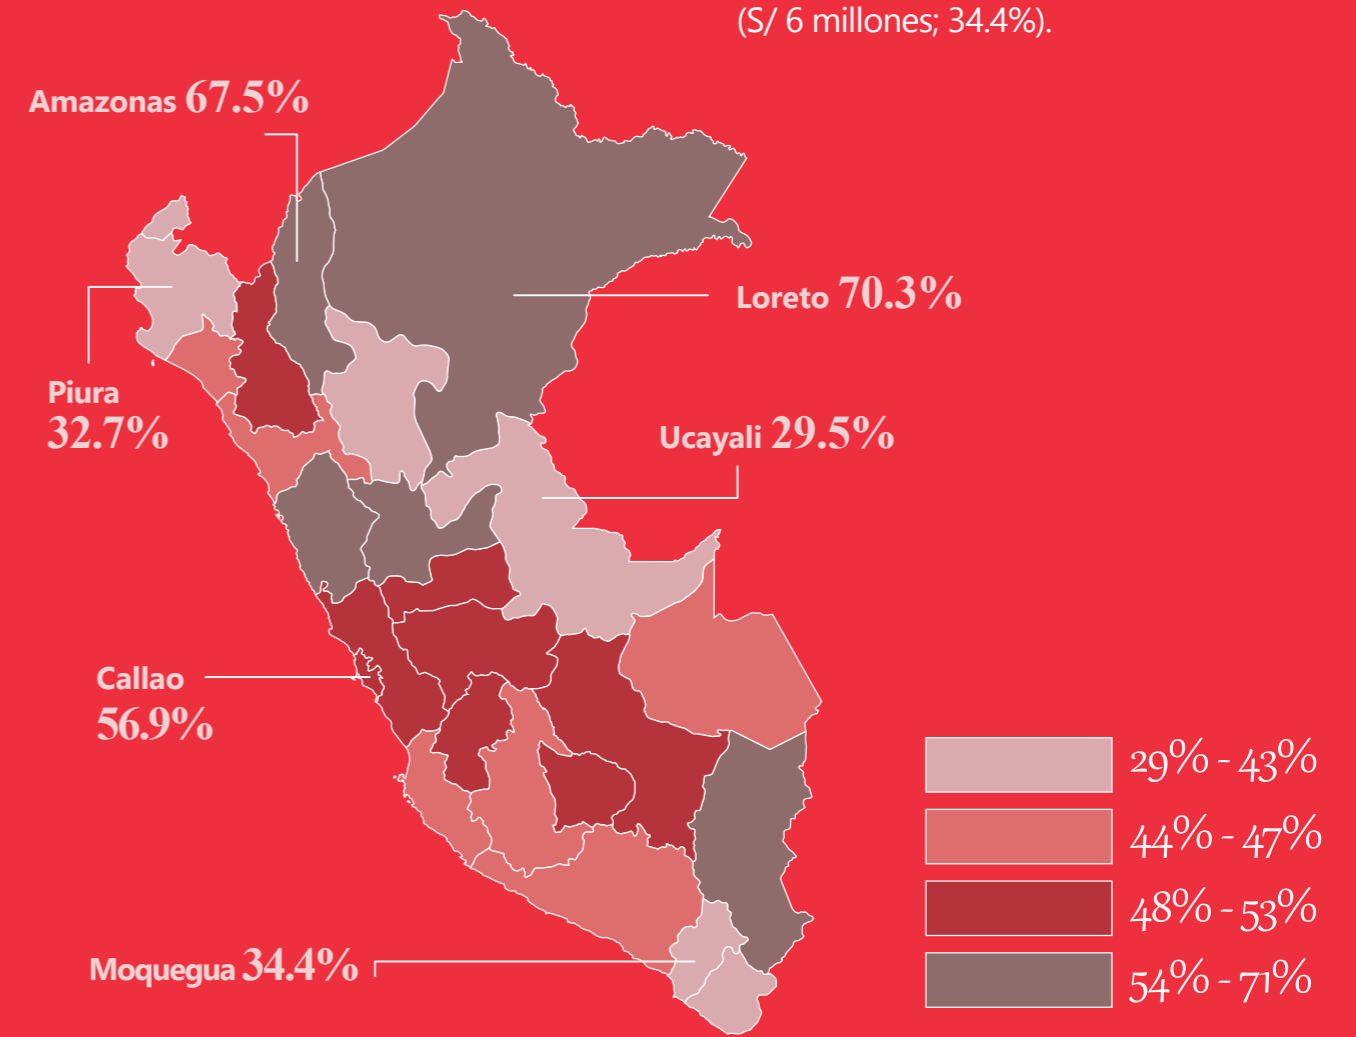 (S/ 6 millones; 34.4%).
Amazonas 67.5%
Loreto 70.3%
Piura
32.7%
Ucayali 29.5%
Callao
56.9%
Moquegua 34.4%
29% - 43%
44% - 47%
48% - 53%
54% - 71%